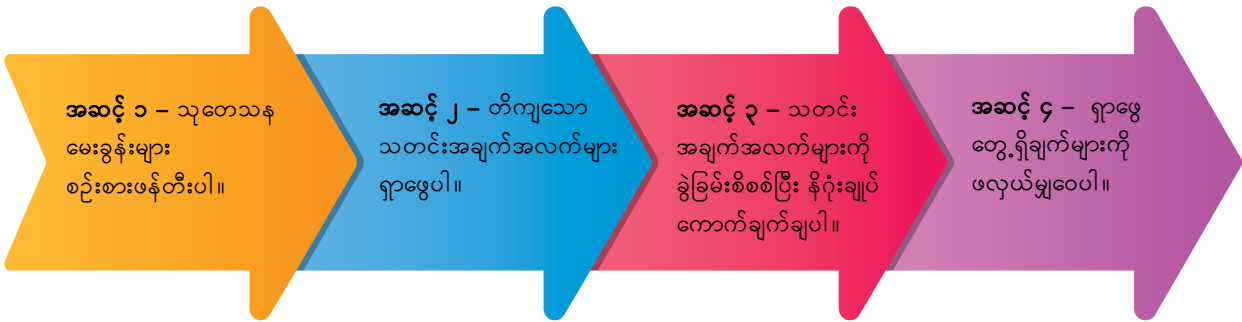 အဆင့် ၁ – သုတေသန
မေးခွန်းများ
စဉ်းစားဖန်တီးပါ။
အဆင့် ၂ – တိကျသော
သတင်းအချက်အလက်များ
ရှာဖွေပါ။
အဆင့် ၃ – သတင်း
အချက်အလက်များကို
ခွဲခြမ်းစိစစ်ပြီး နိဂုံးချုပ်
ကောက်ချက်ချပါ။
အဆင့် ၄ – ရှာဖွေ
တွေ့ရှိချက်များကို
ဖလှယ်မျှဝေပါ။